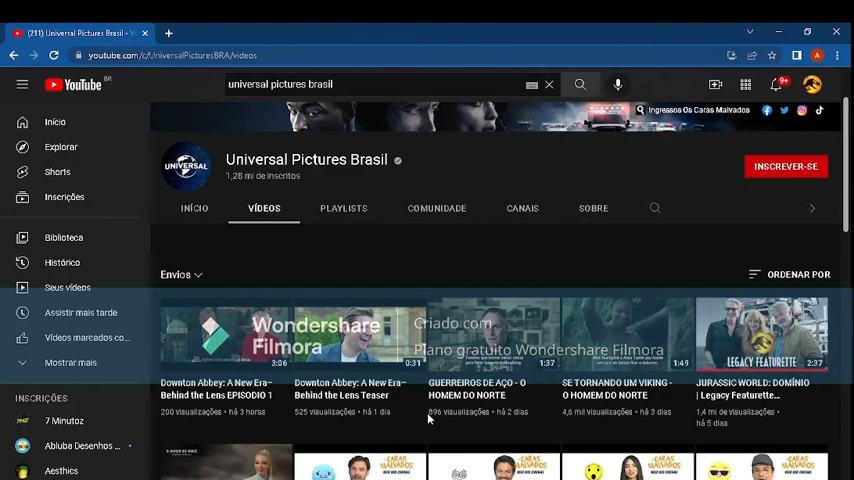 (211) Universal Pictures Brasil - Y
youtube.com/c/UniversalPicturesBRA/videos
YouTube BR
universal pictures brasil
9+
Ingressos Os Caras Malvados
Início
Explorar
Shorts
Inscrições
Biblioteca
Histórico
Seus vídeos
Assistir mais tarde
Vídeos marcados co...
Mostrar mais
INSCRIÇÕES
7 Minutoz
Abluba Desenhos ...
Aesthics
UNIVERSAL
Universal Pictures Brasil
1,28 mi de inscritos
INSCREVER-SE
INÍCIO VÍDEOS PLAYLISTS COMUNIDADE CANAIS SOBRE
Envios
ORDENAR POR
Wondershare
Filmora
Criado com
Plano gratuito Wondershare Filmora
3:06
0:31
1:37
1:49
LEGACY FEATURETTE
2:37
Downton Abbey: A New Era–
Behind the Lens EPISODIO 1
200 visualizações • há 3 horas
Downton Abbey: A New Era–
Behind the Lens Teaser
525 visualizações • há 1 dia
GUERREIROS DE AÇO - O
HOMEM DO NORTE
896 visualizações • há 2 dias
SE TORNANDO UM VIKING -
O HOMEM DO NORTE
4,6 mil visualizações • há 3 dias
JURASSIC WORLD: DOMÍNIO
| Legacy Featurette...
1,4 mi de visualizações •
há 5 dias
CARAS
MALVADOS
CARAS
MALVADOS
CARAS
MALVADOS
CARAS
MALVADOS